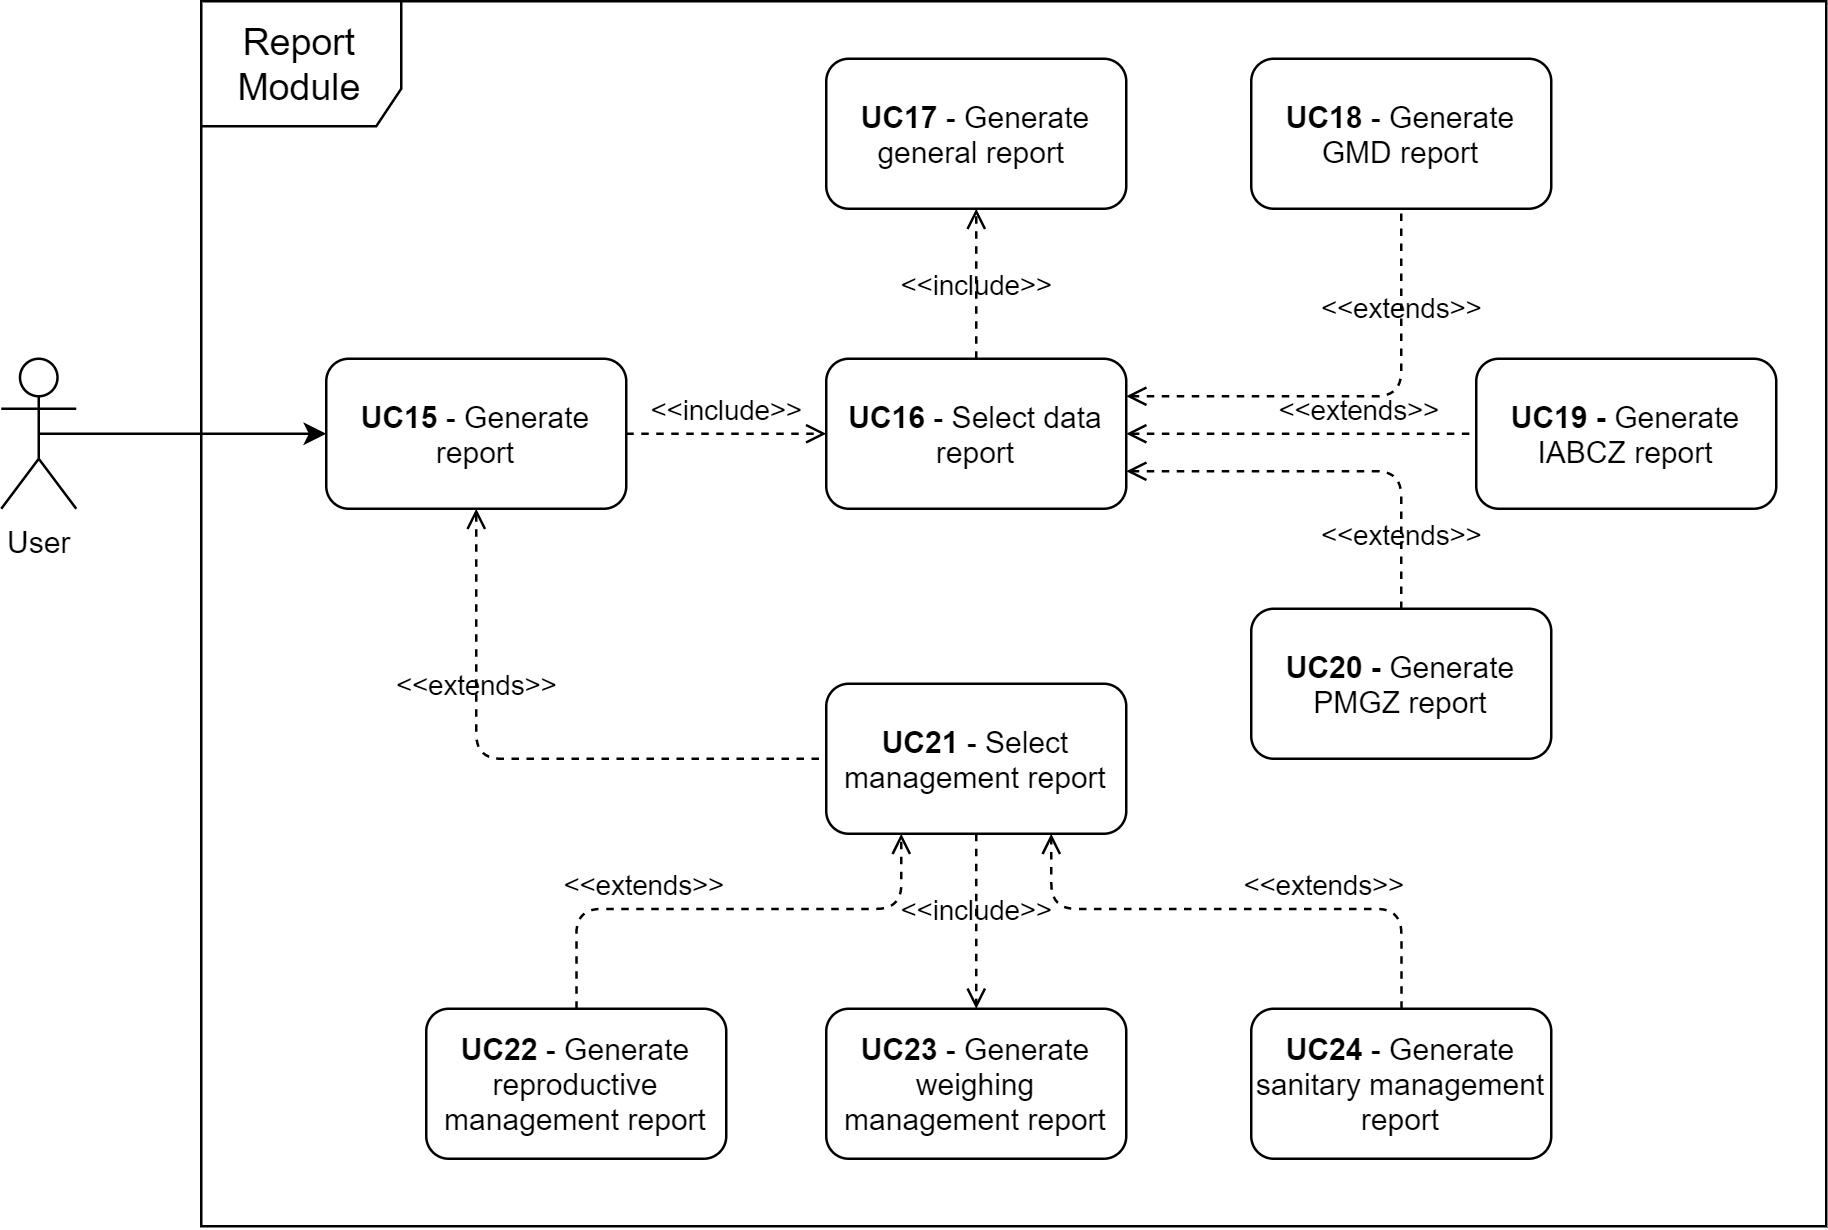 Report
Module
UC17 - Generate
general report
UC18 - Generate
GMD report
<<include>>
<<extends>>
User
UC15 - Generate
report
<<include>>
UC16 - Select data
report
<<extends>>
UC19 - Generate
IABCZ report
<<extends>>
UC20 - Generate
PMGZ report
<<extends>>
UC21 - Select
management report
<<extends>>
<<include>>
<<extends>>
UC22 - Generate
reproductive
management report
UC23 - Generate
weighing
management report
UC24 - Generate
sanitary management
report